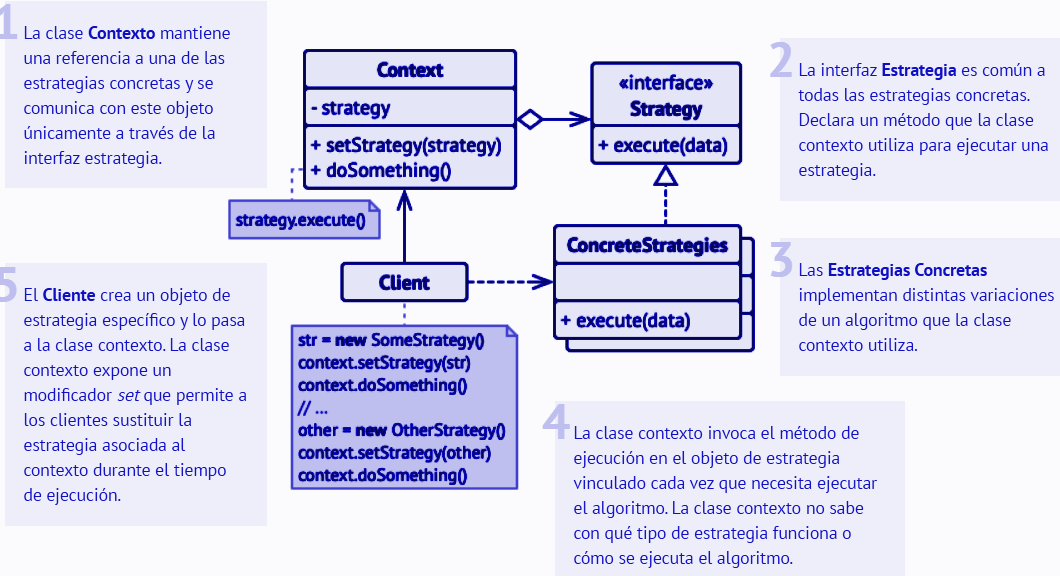 1
La clase Contexto mantiene
una referencia a una de las
estrategias concretas y se
comunica con este objeto
únicamente a través de la
interfaz estrategia.
Context
- strategy
+ setStrategy(strategy)
+ doSomething()
strategy.execute()
«interface»
Strategy
+ execute(data)
2
La interfaz Estrategia es común a
todas las estrategias concretas.
Declara un método que la clase
contexto utiliza para ejecutar una
estrategia.
ConcreteStrategies
+ execute(data)
3
Las Estrategias Concretas
implementan distintas variaciones
de un algoritmo que la clase
contexto utiliza.
Client
str = new SomeStrategy()
context.setStrategy(str)
context.doSomething()
// ...
other = new OtherStrategy()
context.setStrategy(other)
context.doSomething()
4
La clase contexto invoca el método de
ejecución en el objeto de estrategia
vinculado cada vez que necesita ejecutar
el algoritmo. La clase contexto no sabe
con qué tipo de estrategia funciona o
cómo se ejecuta el algoritmo.
5
El Cliente crea un objeto de
estrategia específico y lo pasa
a la clase contexto. La clase
contexto expone un
modificador set que permite a
los clientes sustituir la
estrategia asociada al
contexto durante el tiempo
de ejecución.